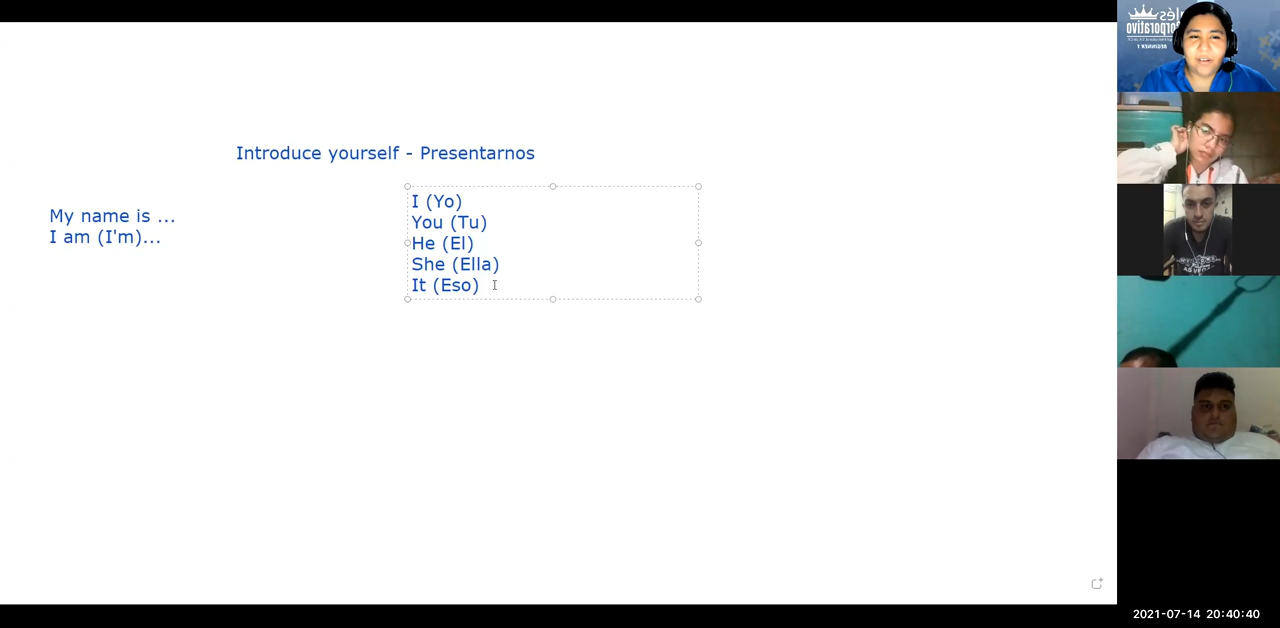 Introduce yourself - Presentarnos
My name is ...
I am (I'm)...
I (Yo)
You (Tu)
He (El)
She (Ella)
It (Eso)
2021-07-14 20:40:40